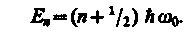 Eₙ = (n + ¹/₂) ℏ ω₀.